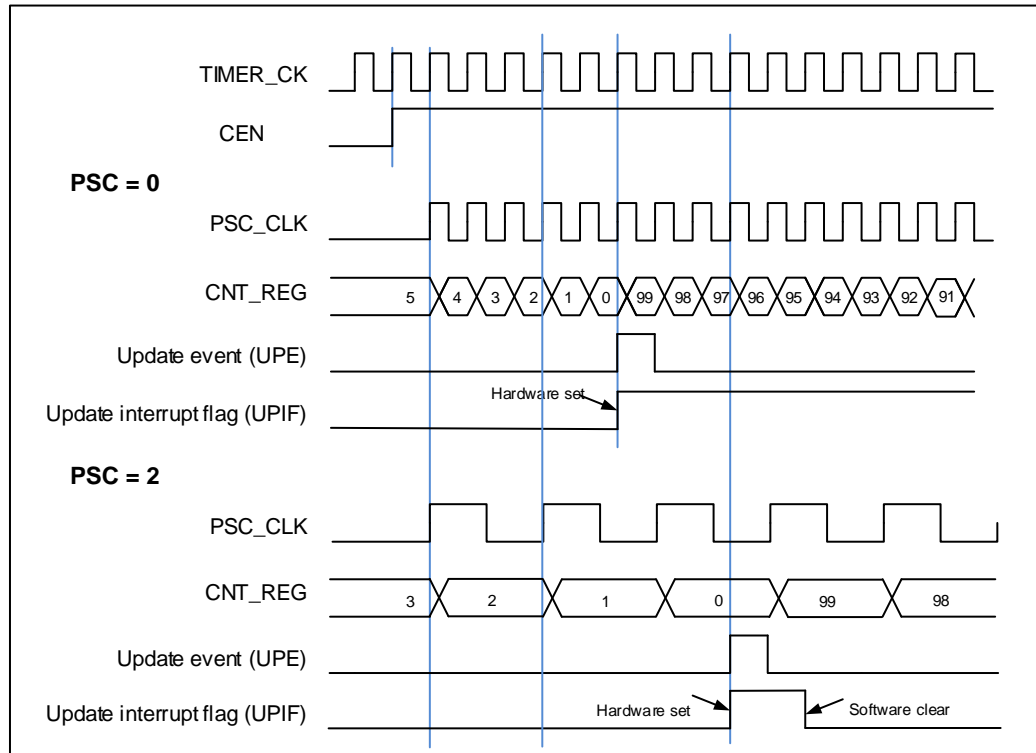 TIMER_CK
CEN
PSC = 0
PSC_CLK
CNT_REG 5 4 3 2 1 0 99 98 97 96 95 94 93 92 91
Update event (UPE)
Hardware set
Update interrupt flag (UPIF)
PSC = 2
PSC_CLK
CNT_REG 3 2 1 0 99 98
Update event (UPE)
Update interrupt flag (UPIF) Hardware set Software clear